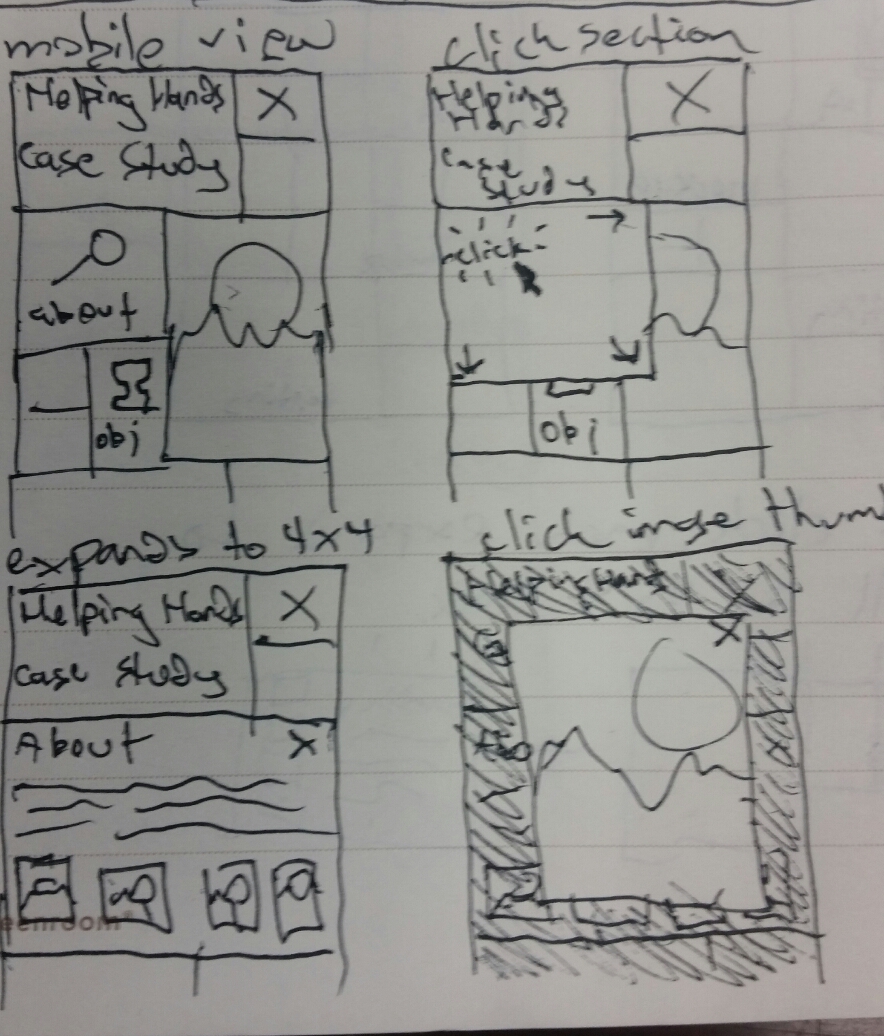 mobile view
Helping Hands
X
Case Study
about
obj
click section
Helping
Hands
X
Case
Study
click
obj
expands to 4x4
Helping Hands
X
Case Study
About
X
click image thumb
Helping Hands
X
X